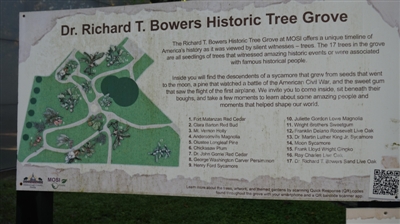 Dr. Richard T. Bowers Historic Tree Grove
The Richard T. Bowers Historic Tree Grove at MOSI offers a unique timeline of
America's history as it was viewed by silent witnesses – trees. The 17 trees in the grove
are all seedlings of trees that witnessed amazing historic events or were associated
with famous historical people.
Inside you will find the descendants of a sycamore that grew from seeds that went
to the moon, a pine that watched a battle of the American Civil War, and the sweet gum
that saw the flight of the first airplane. We invite you to come inside, sit beneath their
boughs, and take a few moments to learn about some amazing people and
moments that helped shape our world.
1. Fort Matanzas Red Cedar
2. Clara Barton Red Bud
3. Mt. Vernon Holly
4. Andersonville Magnolia
5. Olustee Longleaf Pine
6. Chickasaw Plum
7. Dr. John Gorrie Red Cedar
8. George Washington Carver Persimmon
9. Henry Ford Sycamore
10. Juliette Gordon Lowe Magnolia
11. Wright Brothers Sweetgum
12. Franklin Delano Roosevelt Live Oak
13. Dr. Martin Luther King Jr. Sycamore
14. Moon Sycamore
15. Frank Lloyd Wright Gingko
16. Roy Charles Live Oak
17. Dr. Richard T. Bowers Sand Live Oak
MOSI